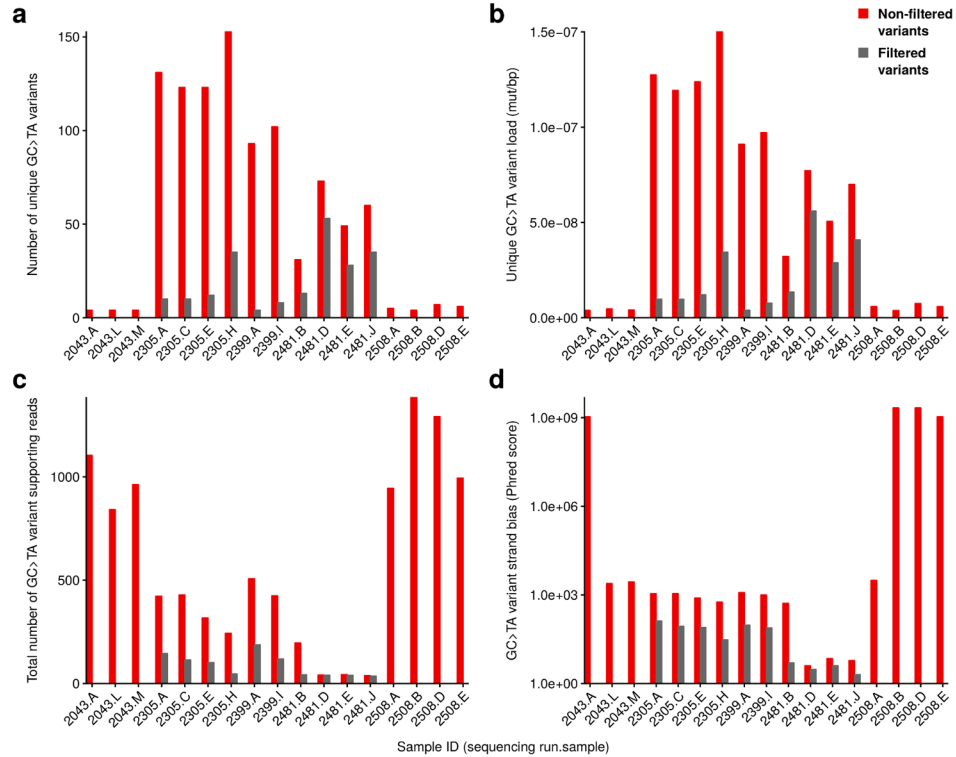 a
Number of unique GC>TA variants
150
100
50
0
2043.A 2043.L 2043.M 2305.A 2305.C 2305.E 2305.H 2399.A 2399.I 2481.B 2481.D 2481.E 2481.J 2508.A 2508.B 2508.D 2508.E
b
Unique GC>TA variant load (mut/bp)
1.5e−07
1.0e−07
5.0e−08
0.0e+00
2043.A 2043.L 2043.M 2305.A 2305.C 2305.E 2305.H 2399.A 2399.I 2481.B 2481.D 2481.E 2481.J 2508.A 2508.B 2508.D 2508.E
Non-filtered
variants
Filtered
variants
c
Total number of GC>TA variant supporting reads
1000
500
0
2043.A 2043.L 2043.M 2305.A 2305.C 2305.E 2305.H 2399.A 2399.I 2481.B 2481.D 2481.E 2481.J 2508.A 2508.B 2508.D 2508.E
d
GC>TA variant strand bias (Phred score)
1.0e+09
1.0e+06
1.0e+03
1.0e+00
2043.A 2043.L 2043.M 2305.A 2305.C 2305.E 2305.H 2399.A 2399.I 2481.B 2481.D 2481.E 2481.J 2508.A 2508.B 2508.D 2508.E
Sample ID (sequencing run.sample)